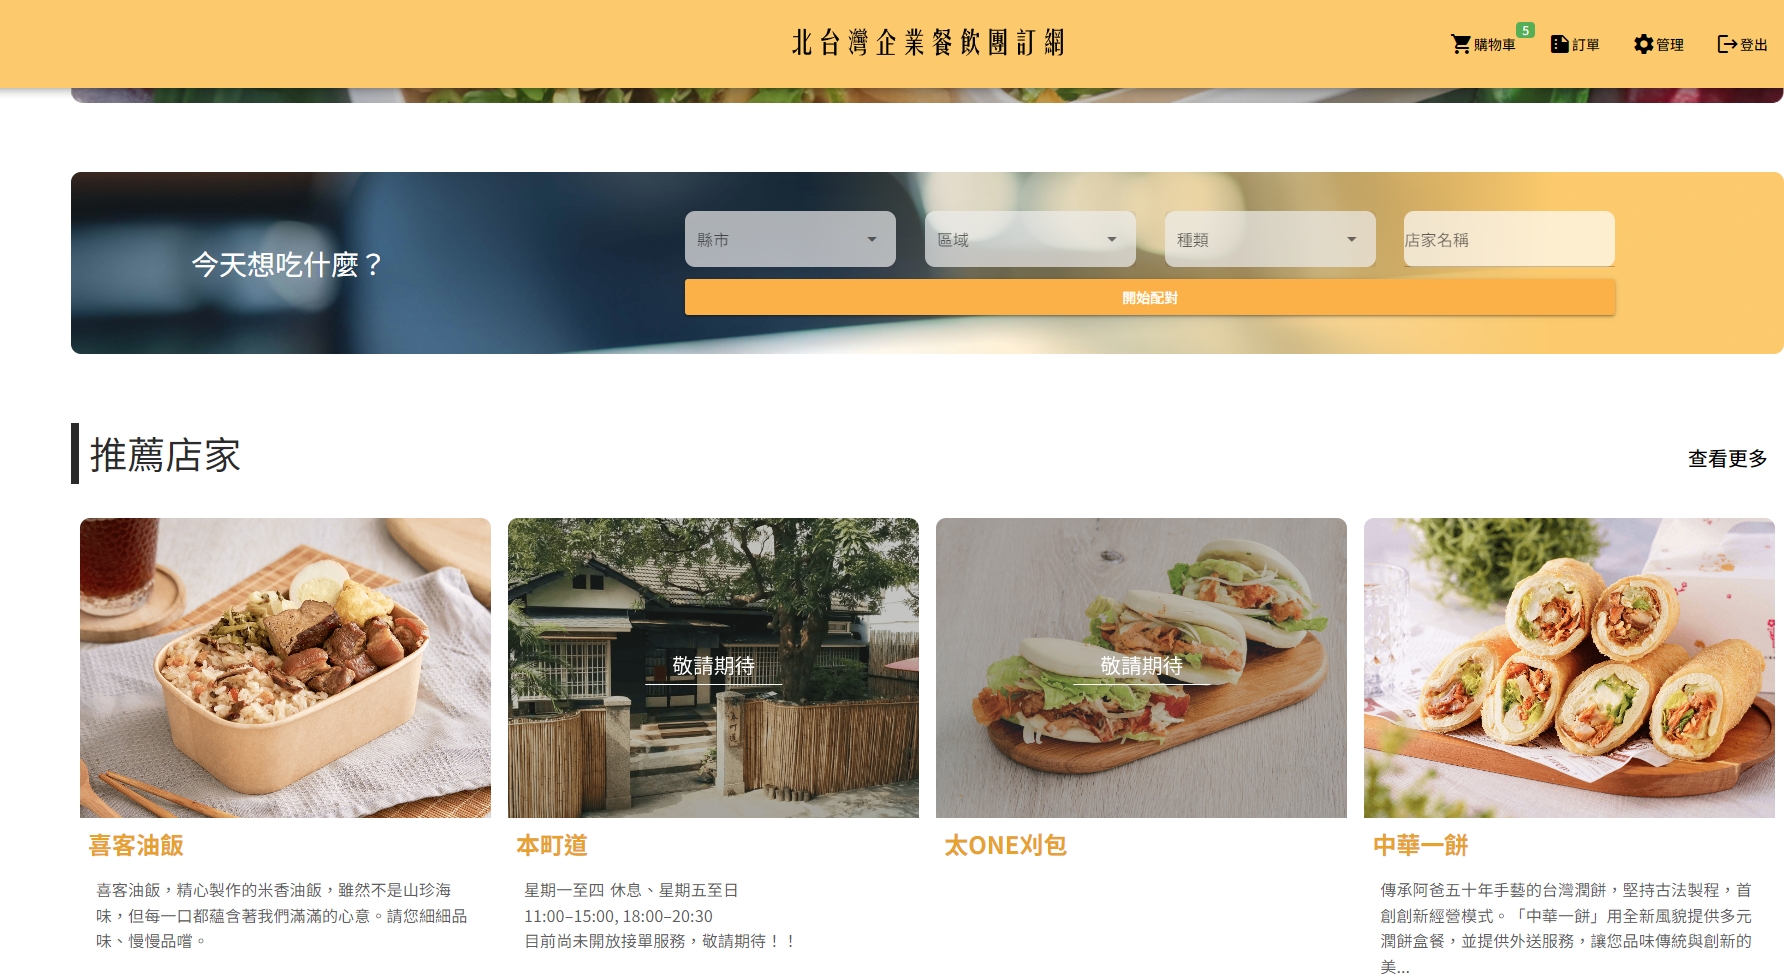 北台灣企業餐飲團訂網
購物車 5
訂單
管理
登出
今天想吃什麼？
縣市
區域
種類
店家名稱
開始配對
推薦店家
查看更多
敬請期待
敬請期待
喜客油飯
喜客油飯，精心製作的米香油飯，雖然不是山珍海
味，但每一口都蘊含著我們滿滿的心意。請您細細品
味、慢慢品嚐。
本町道
星期一至四 休息、星期五至日
11:00–15:00, 18:00–20:30
目前尚未開放接單服務，敬請期待！！
太ONE刈包
中華一餅
傳承阿爸五十年手藝的台灣潤餅，堅持古法製程，首
創創新經營模式。「中華一餅」用全新風貌提供多元
潤餅盒餐，並提供外送服務，讓您品味傳統與創新的
美...